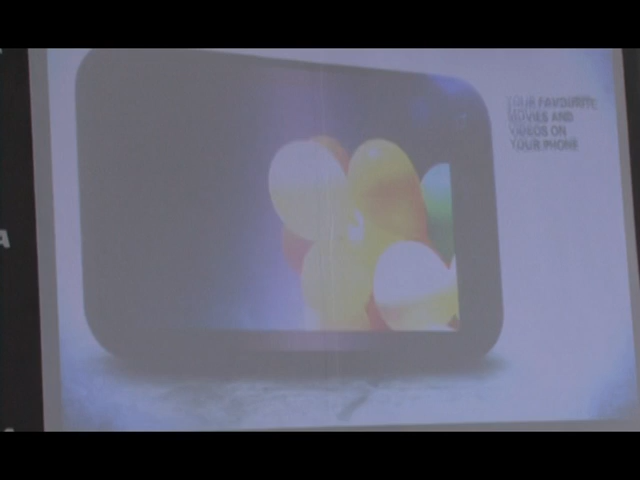 YOUR FAVOURITE
MOVIES AND
VIDEOS ON
YOUR PHONE
A